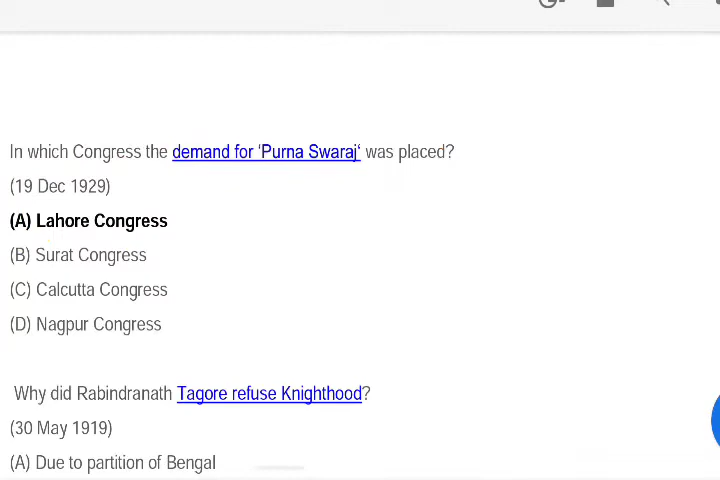 In which Congress the demand for ‘Purna Swaraj‘ was placed?
(19 Dec 1929)
(A) Lahore Congress
(B) Surat Congress
(C) Calcutta Congress
(D) Nagpur Congress
Why did Rabindranath Tagore refuse Knighthood?
(30 May 1919)
(A) Due to partition of Bengal